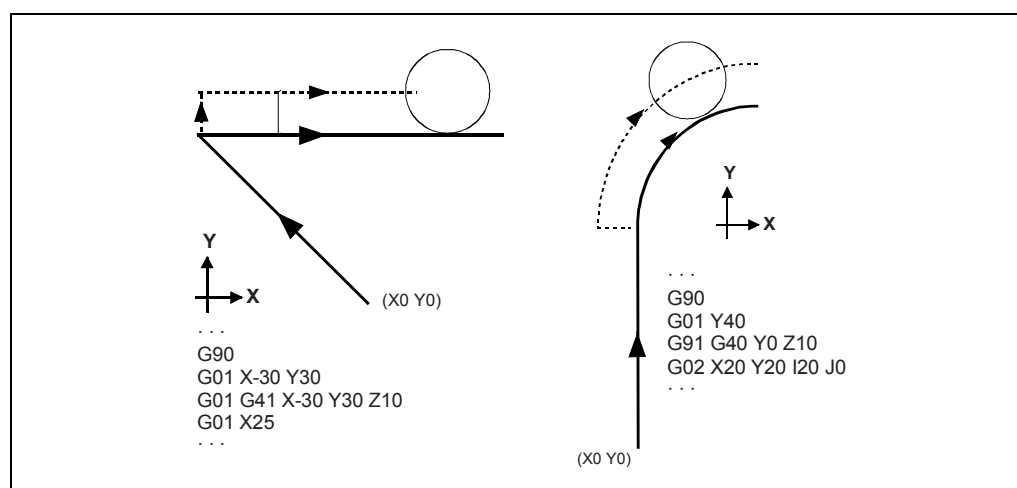 Y
X
(X0 Y0)
. . .
G90
G01 X-30 Y30
G01 G41 X-30 Y30 Z10
G01 X25
. . .
Y
X
. . .
G90
G01 Y40
G91 G40 Y0 Z10
G02 X20 Y20 I20 J0
. . .
(X0 Y0)